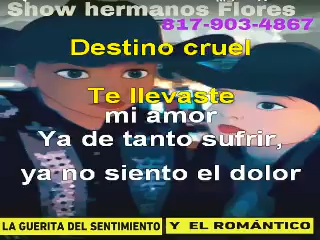 Show hermanos Flores
817-903-4867
Destino cruel
Te llevaste
mi amor
Ya de tanto sufrir,
ya no siento el dolor
LA GUERITA DEL SENTIMIENTO Y EL ROMÁNTICO